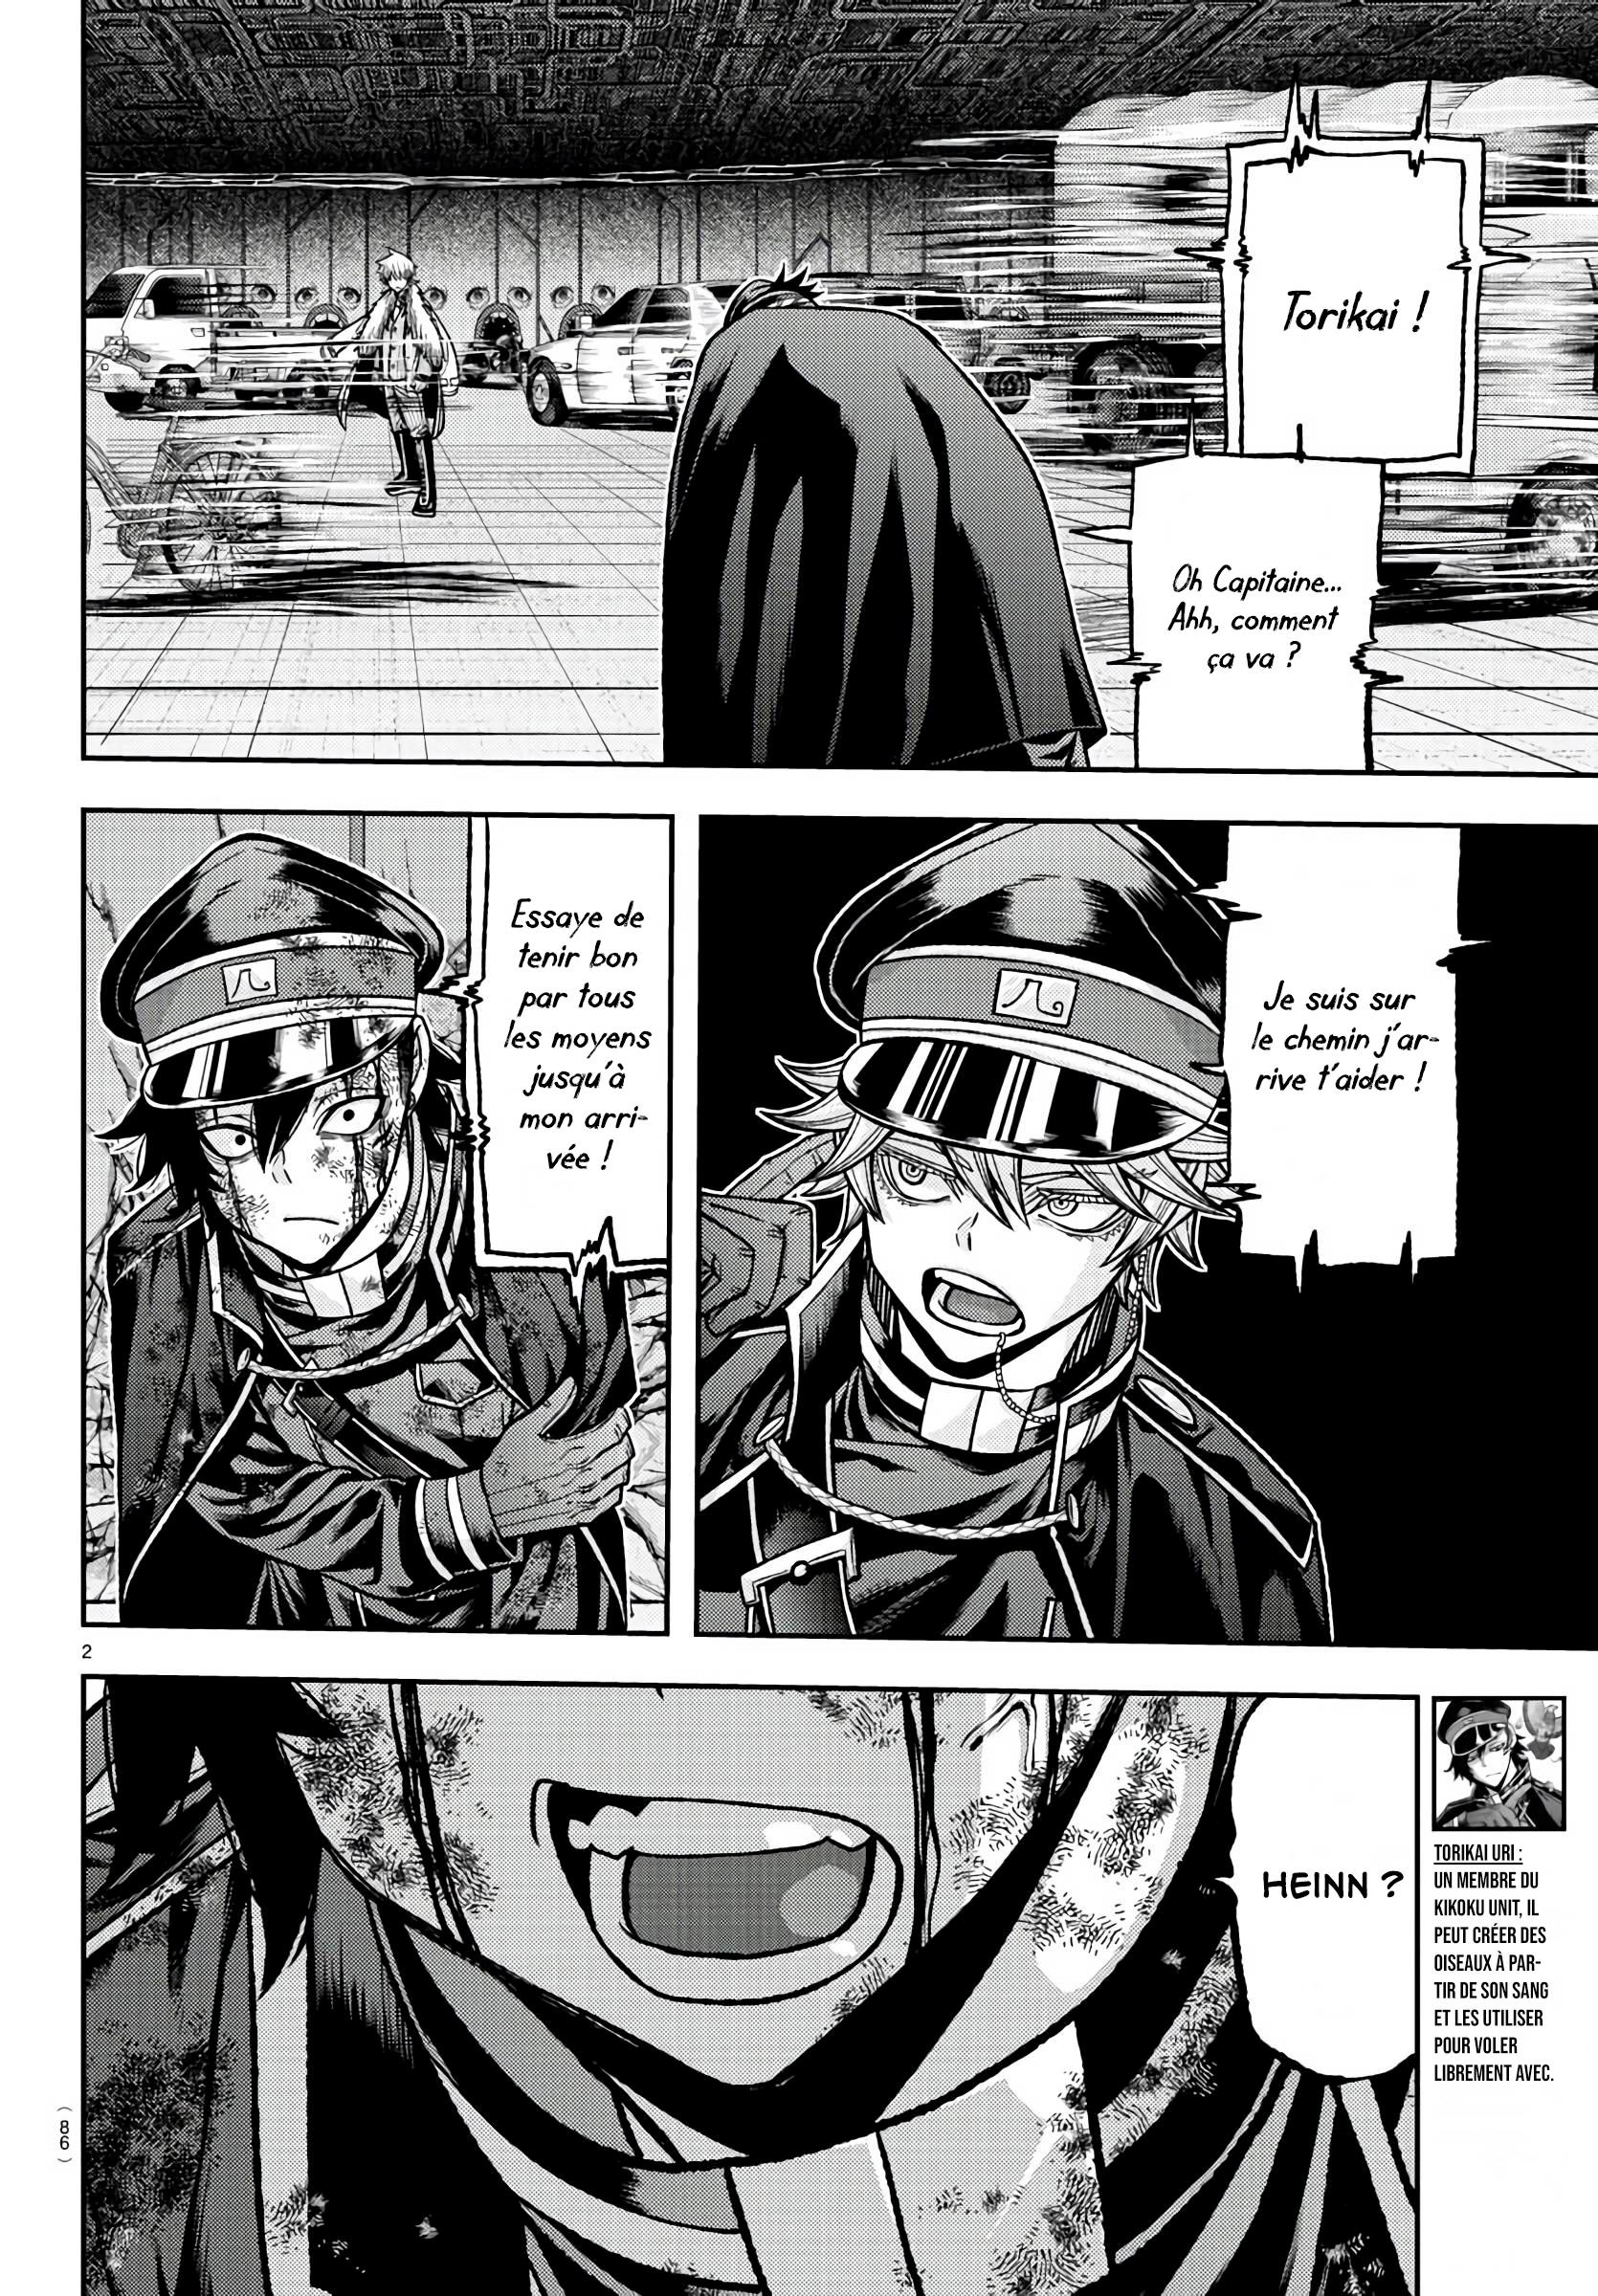 Torikai !
Oh Capitaine...
Ahh, comment
ça va ?
Je suis sur
le chemin j'ar-
rive t'aider !
Essaye de
tenir bon
par tous
les moyens
jusqu'à
mon arri-
vée !
八
八
2
HEINN ?
TORIKAI URI :
UN MEMBRE DU
KIKOKU UNIT, IL
PEUT CRÉER DES
OISEAUX À PAR-
TIR DE SON SANG
ET LES UTILISER
POUR VOLER
LIBREMENT AVEC.
(86)